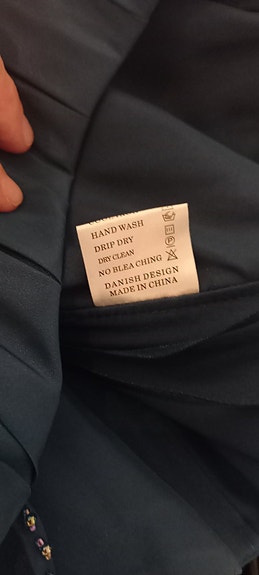 HAND WASH
DRIP DRY
DRY CLEAN
NO BLEA CHING
DANISH DESIGN
MADE IN CHINA